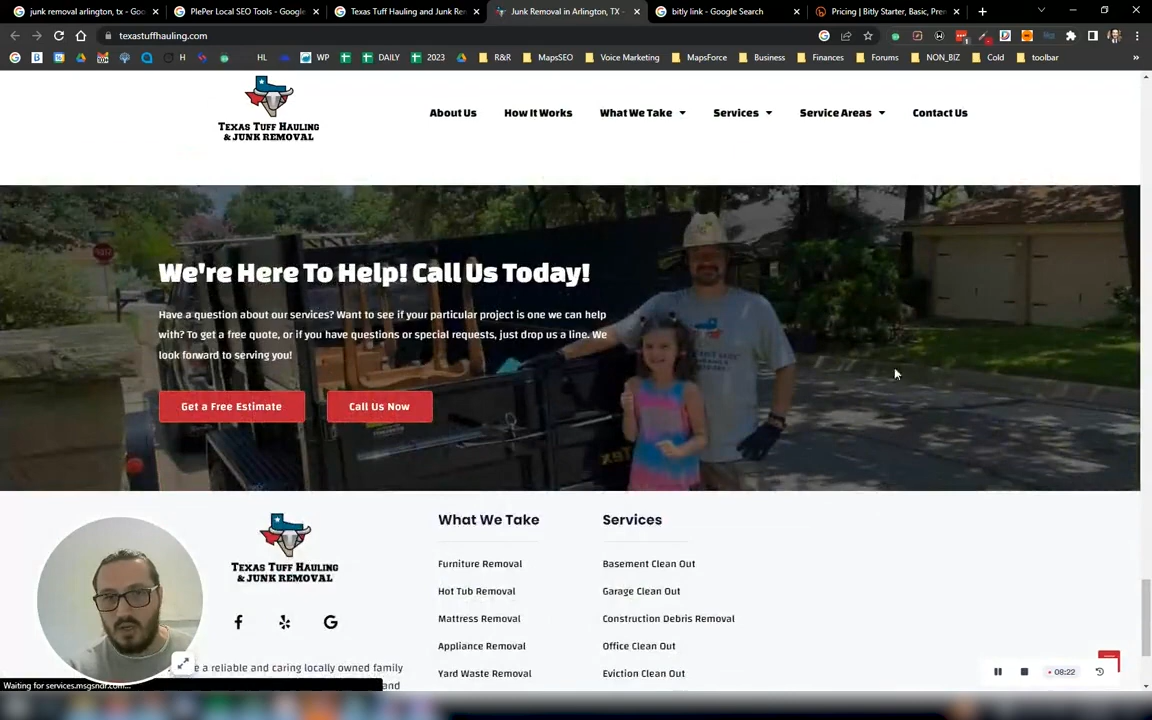 junk removal arlington, tx - Goo
PlePer Local SEO Tools - Google
Texas Tuff Hauling and Junk Re
Junk Removal in Arlington, TX -
bitly link - Google Search
Pricing | Bitly Starter, Basic, Pre
texastuffhauling.com
H
HL
WP
DAILY
2023
R&R
MapsSEO
Voice Marketing
MapsForce
Business
Finances
Forums
NON_BIZ
Cold
toolbar
TEXAS TUFF HAULING
& JUNK REMOVAL
About Us
How It Works
What We Take
Services
Service Areas
Contact Us
We're Here To Help! Call Us Today!
Have a question about our services? Want to see if your particular project is one we can help
with? To get a free quote, or if you have questions or special requests, just drop us a line. We
look forward to serving you!
Get a Free Estimate
Call Us Now
TEXAS TUFF HAULING
& JUNK REMOVAL
What We Take
Services
Furniture Removal
Basement Clean Out
Hot Tub Removal
Garage Clean Out
Mattress Removal
Construction Debris Removal
Appliance Removal
Office Clean Out
Yard Waste Removal
Eviction Clean Out
e a reliable and caring locally owned family
and
Waiting for services.msgsndr.com...
08:22